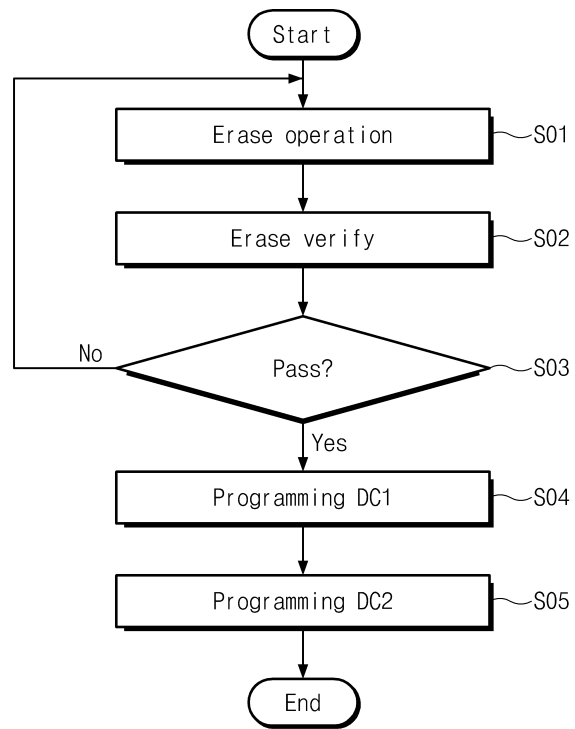 Start
Erase operation
S01
Erase verify
S02
No
Pass?
S03
Yes
Programming DC1
S04
Programming DC2
S05
End